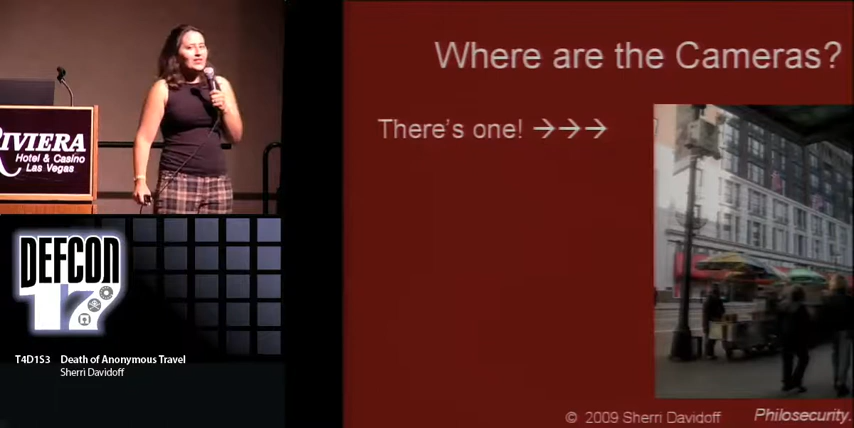 RIVIERA
Hotel & Casino
Las Vegas
DEFCON
17
T4D1S3 Death of Anonymous Travel
Sherri Davidoff
Where are the Cameras?
There's one! →→→
© 2009 Sherri Davidoff
Philosecurity.